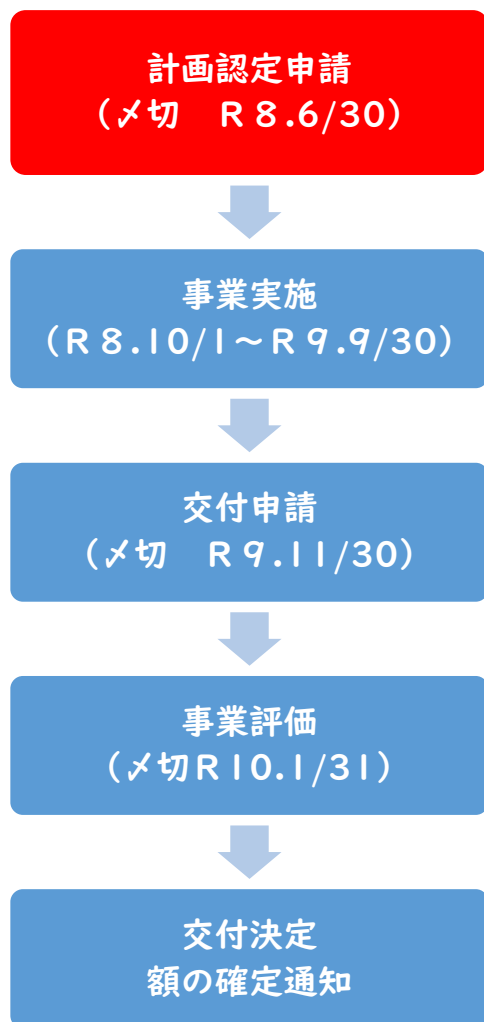 計画認定申請
（〆切　Ｒ８.6/30）
事業実施
（Ｒ８.10/1～Ｒ９.9/30）
交付申請
（〆切　Ｒ９.11/30）
事業評価
（〆切Ｒ10.1/31）
交付決定
額の確定通知